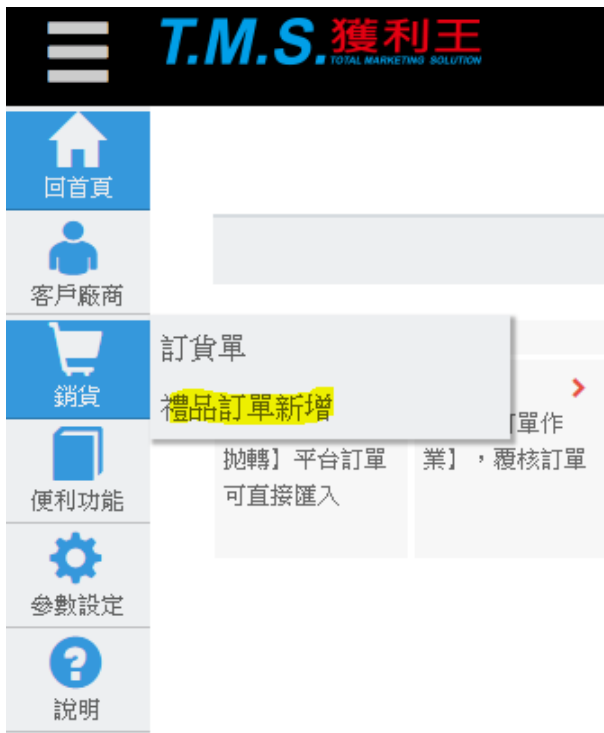 T.M.S.獲利王
TOTAL MARKETING SOLUTION
回首頁
客戶廠商
銷貨
訂貨單
禮品訂單新增
訂單作
拋轉】平台訂單
業】,覆核訂單
可直接匯入
便利功能
參數設定
說明